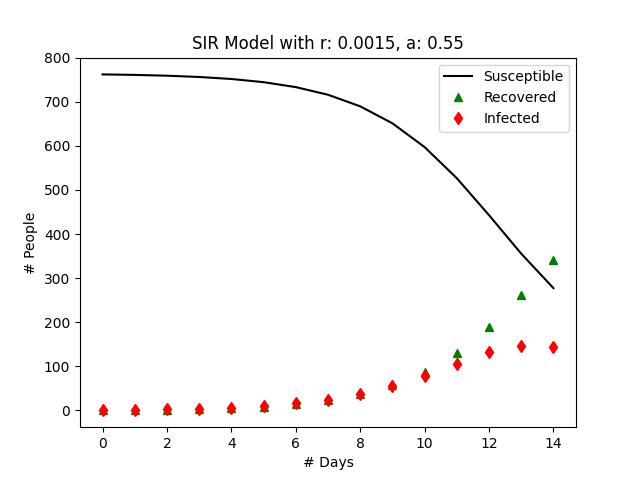 SIR Model with r: 0.0015, a: 0.55
800
700
600
500
400
300
200
100
0
# People
Susceptible
Recovered
Infected
0 2 4 6 8 10 12 14
# Days